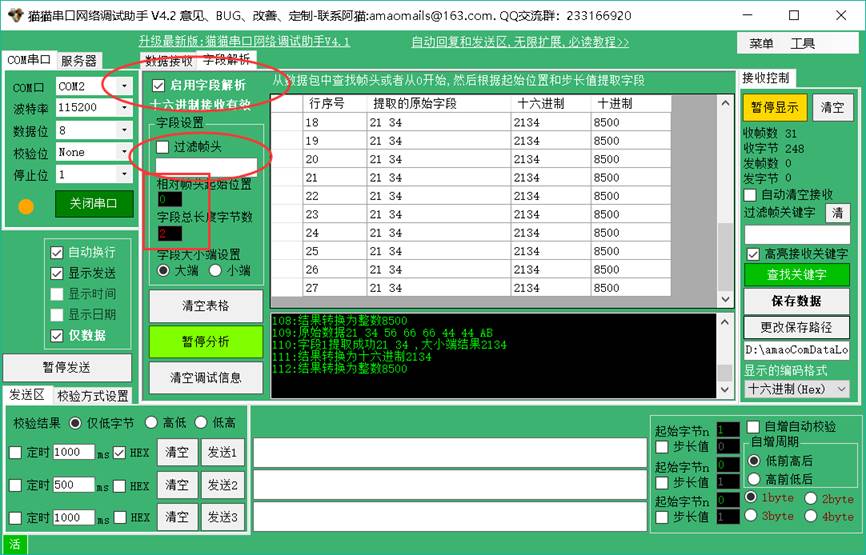 猫猫串口网络调试助手 V4.2 意见、BUG、改善、定制-联系阿猫:amaomails@163.com. QQ交流群：233166920
升级最新版:猫猫串口网络调试助手V4.1 自动回复和发送区,无限扩展,必读教程>>
菜单 工具
COM串口 服务器
COM口 COM2
波特率 115200
数据位 8
校验位 None
停止位 1
关闭串口
自动换行
显示发送
显示时间
显示日期
仅数据
暂停发送
数据接收 字段解析
启用字段解析
十六进制接收有效
字段设置
过滤帧头
相对帧头起始位置
0
字段总长度字节数
2
字段大小端设置
大端 小端
清空表格
暂停分析
清空调试信息
从数据包中查找帧头或者从0开始,然后根据起始位置和步长值提取字段
行序号 提取的原始字段 十六进制 十进制
18 21 34 2134 8500
19 21 34 2134 8500
20 21 34 2134 8500
21 21 34 2134 8500
22 21 34 2134 8500
23 21 34 2134 8500
24 21 34 2134 8500
25 21 34 2134 8500
26 21 34 2134 8500
27 21 34 2134 8500
108:结果转换为整数8500
109:原始数据21 34 56 66 66 44 44 AB
110:字段1提取成功21 34 ,大小端结果2134
111:结果转换为十六进制2134
112:结果转换为整数8500
接收控制
暂停显示 清空
收帧数 31
收字节 248
发帧数 0
发字节 0
自动清空接收
过滤帧关键字 清
高亮接收关键字
查找关键字
保存数据
更改保存路径
D:\amaoComDataLo
显示的编码格式
十六进制(Hex)
发送区 校验方式设置
校验结果 仅低字节 高低 低高
定时 1000 ms HEX 清空 发送1
定时 500 ms HEX 清空 发送2
定时 1000 ms HEX 清空 发送3
起始字节n 1
步长值 0
起始字节n 0
步长值 1
起始字节n 0
步长值 1
自增自动校验
自增周期
低前高后
高前低后
1byte 2byte
3byte 4byte
活